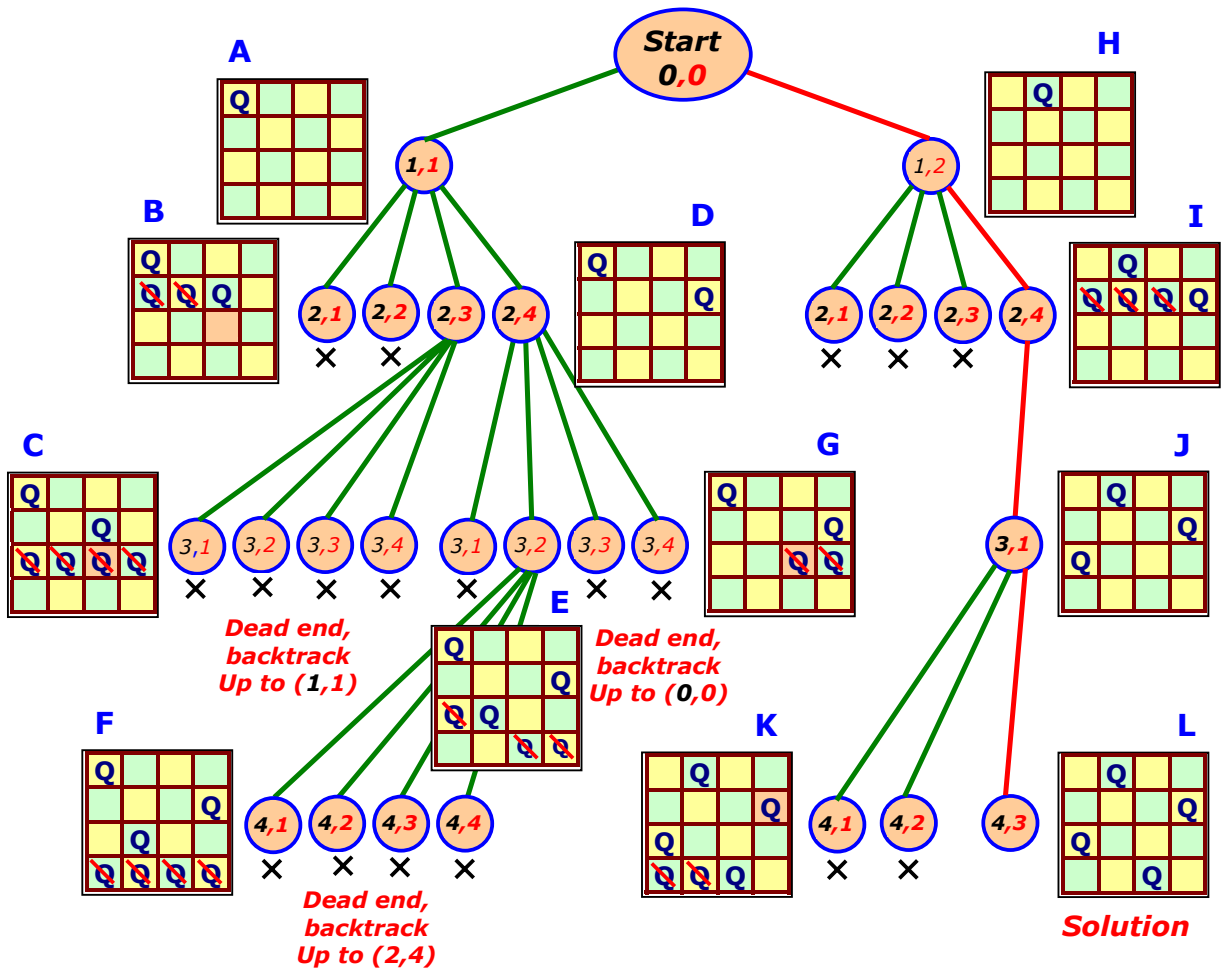 Start
0,0
A
Q
H
Q
1,1
1,2
B
Q
Q Q Q
D
Q
Q
I
Q
Q Q Q Q
2,1 2,2 2,3 2,4
2,1 2,2 2,3 2,4
C
Q
Q
Q Q Q Q
G
Q
Q
Q Q
J
Q
Q
Q
3,1 3,2 3,3 3,4 3,1 3,2 3,3 3,4
3,1
Dead end,
backtrack
Up to (1,1)
E
Q
Q
Q Q
Q Q
Dead end,
backtrack
Up to (0,0)
F
Q
Q
Q
Q Q Q Q
K
Q
Q
Q
Q Q Q
L
Q
Q
Q
Q
4,1 4,2 4,3 4,4
4,1 4,2 4,3
Dead end,
backtrack
Up to (2,4)
Solution